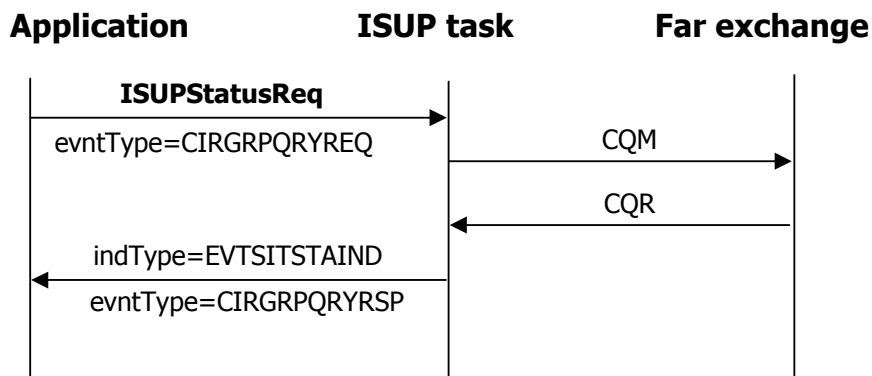 Application ISUP task Far exchange
ISUPStatusReq
evntType=CIRGRPQRYREQ
CQM
CQR
indType=EVTSITSTAIND
evntType=CIRGRPQRYRSP